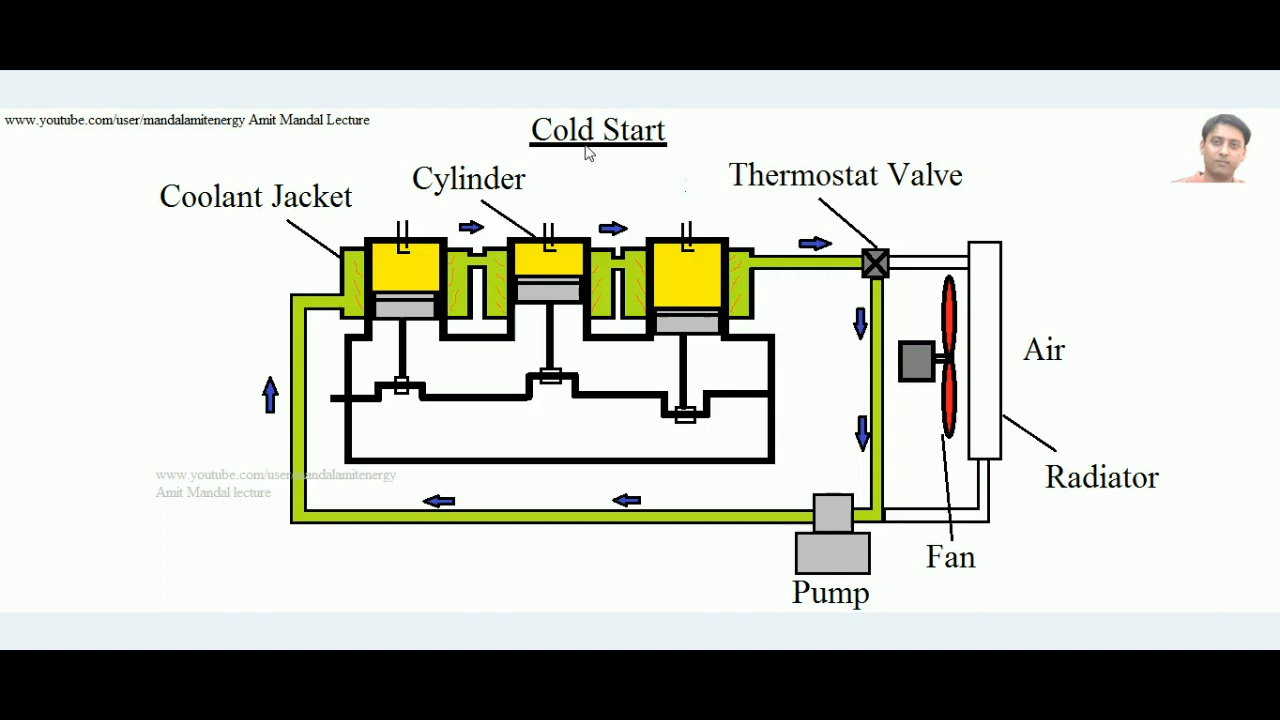 www.youtube.com/user/mandalamitenergy Amit Mandal Lecture
Cold Start
Cylinder
Thermostat Valve
Coolant Jacket
Air
Radiator
www.youtube.com/user/mandalamitenergy
Amit Mandal lecture
Fan
Pump